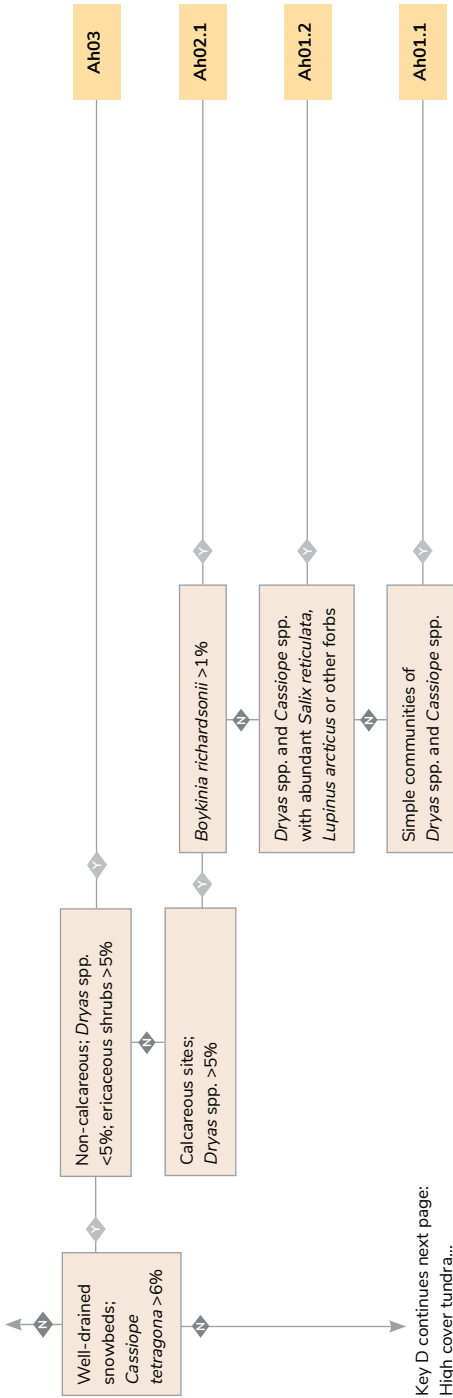 N
Well-drained
snowbeds;
Cassiope
tetragona >6%
N
Key D continues next page:
High cover tundra...
Y
Non-calcareous; Dryas spp.
<5%; ericaceous shrubs >5%
Y
Ah03
N
Calcareous sites;
Dryas spp. >5%
Y
Boykinia richardsonii >1%
Y
Ah02.1
N
Dryas spp. and Cassiope spp.
with abundant Salix reticulata,
Lupinus arcticus or other forbs
Y
Ah01.2
N
Simple communities of
Dryas spp. and Cassiope spp.
Y
Ah01.1